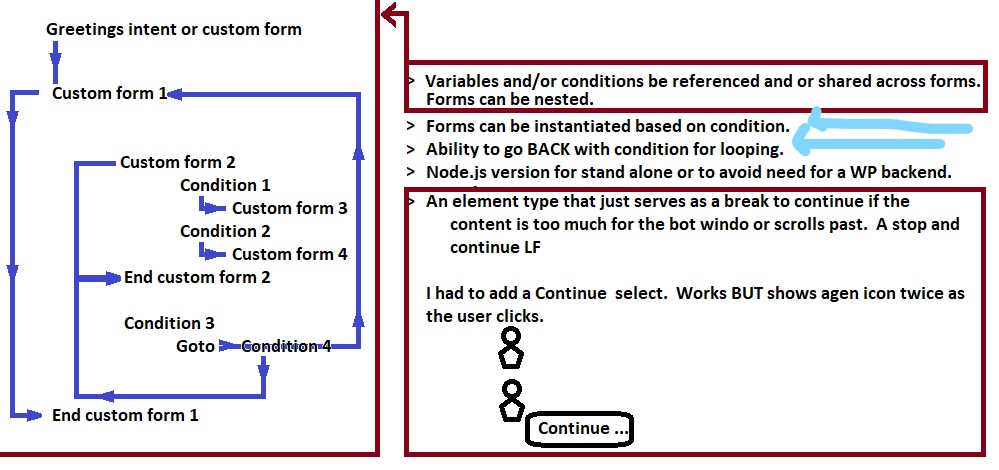 Greetings intent or custom form
Custom form 1
Custom form 2
Condition 1
Custom form 3
Condition 2
Custom form 4
End custom form 2
Condition 3
Goto
Condition 4
End custom form 1
> Variables and/or conditions be referenced and or shared across forms.
Forms can be nested.
> Forms can be instantiated based on condition.
> Ability to go BACK with condition for looping.
> Node.js version for stand alone or to avoid need for a WP backend.
> An element type that just serves as a break to continue if the
content is too much for the bot windo or scrolls past. A stop and
continue LF
I had to add a Continue select. Works BUT shows agen icon twice as
the user clicks.
Continue ...